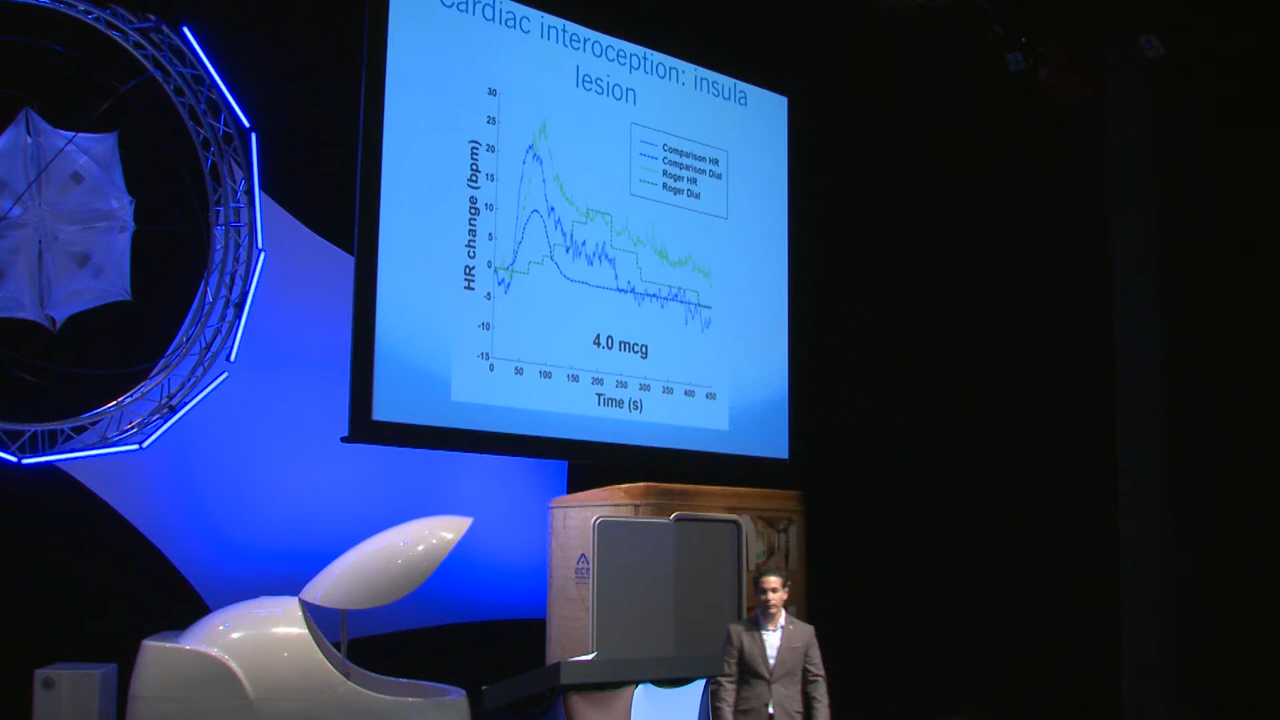 Cardiac interoception: insula
lesion
30
25
20
15
10
5
0
-5
-10
-15
HR change (bpm)
Comparison HR
Comparison Dial
Roger HR
Roger Dial
4.0 mcg
0 50 100 150 200 250 300 350 400 450
Time (s)